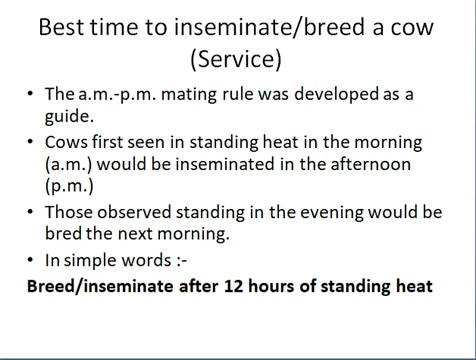 Best time to inseminate/breed a cow
(Service)
• The a.m.-p.m. mating rule was developed as a
guide.
• Cows first seen in standing heat in the morning
(a.m.) would be inseminated in the afternoon
(p.m.)
• Those observed standing in the evening would be
bred the next morning.
• In simple words :-
Breed/inseminate after 12 hours of standing heat